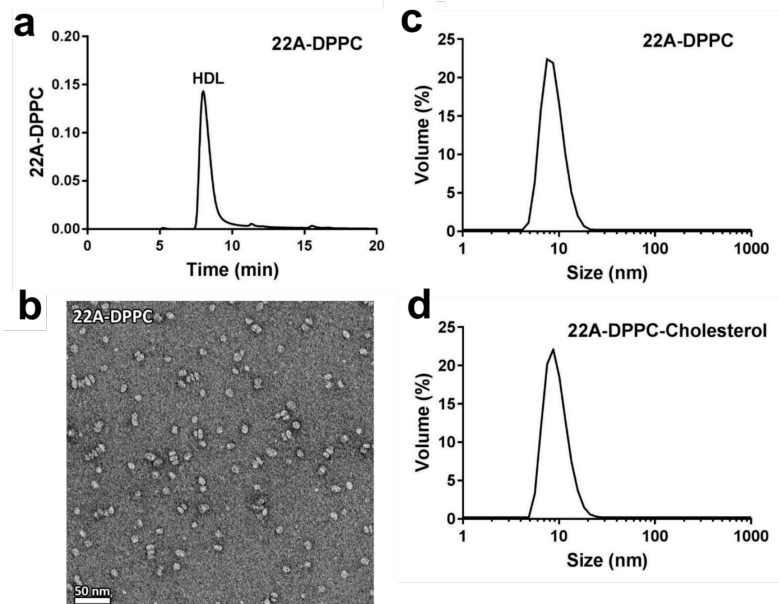 a
22A-DPPC
0.20
0.15
0.10
0.05
0.00
22A-DPPC
HDL
0 5 10 15 20
Time (min)
b
22A-DPPC
50 nm
c
22A-DPPC
25
20
15
10
5
0
Volume (%)
1 10 100 1000
Size (nm)
d
22A-DPPC-Cholesterol
25
20
15
10
5
0
Volume (%)
1 10 100 1000
Size (nm)